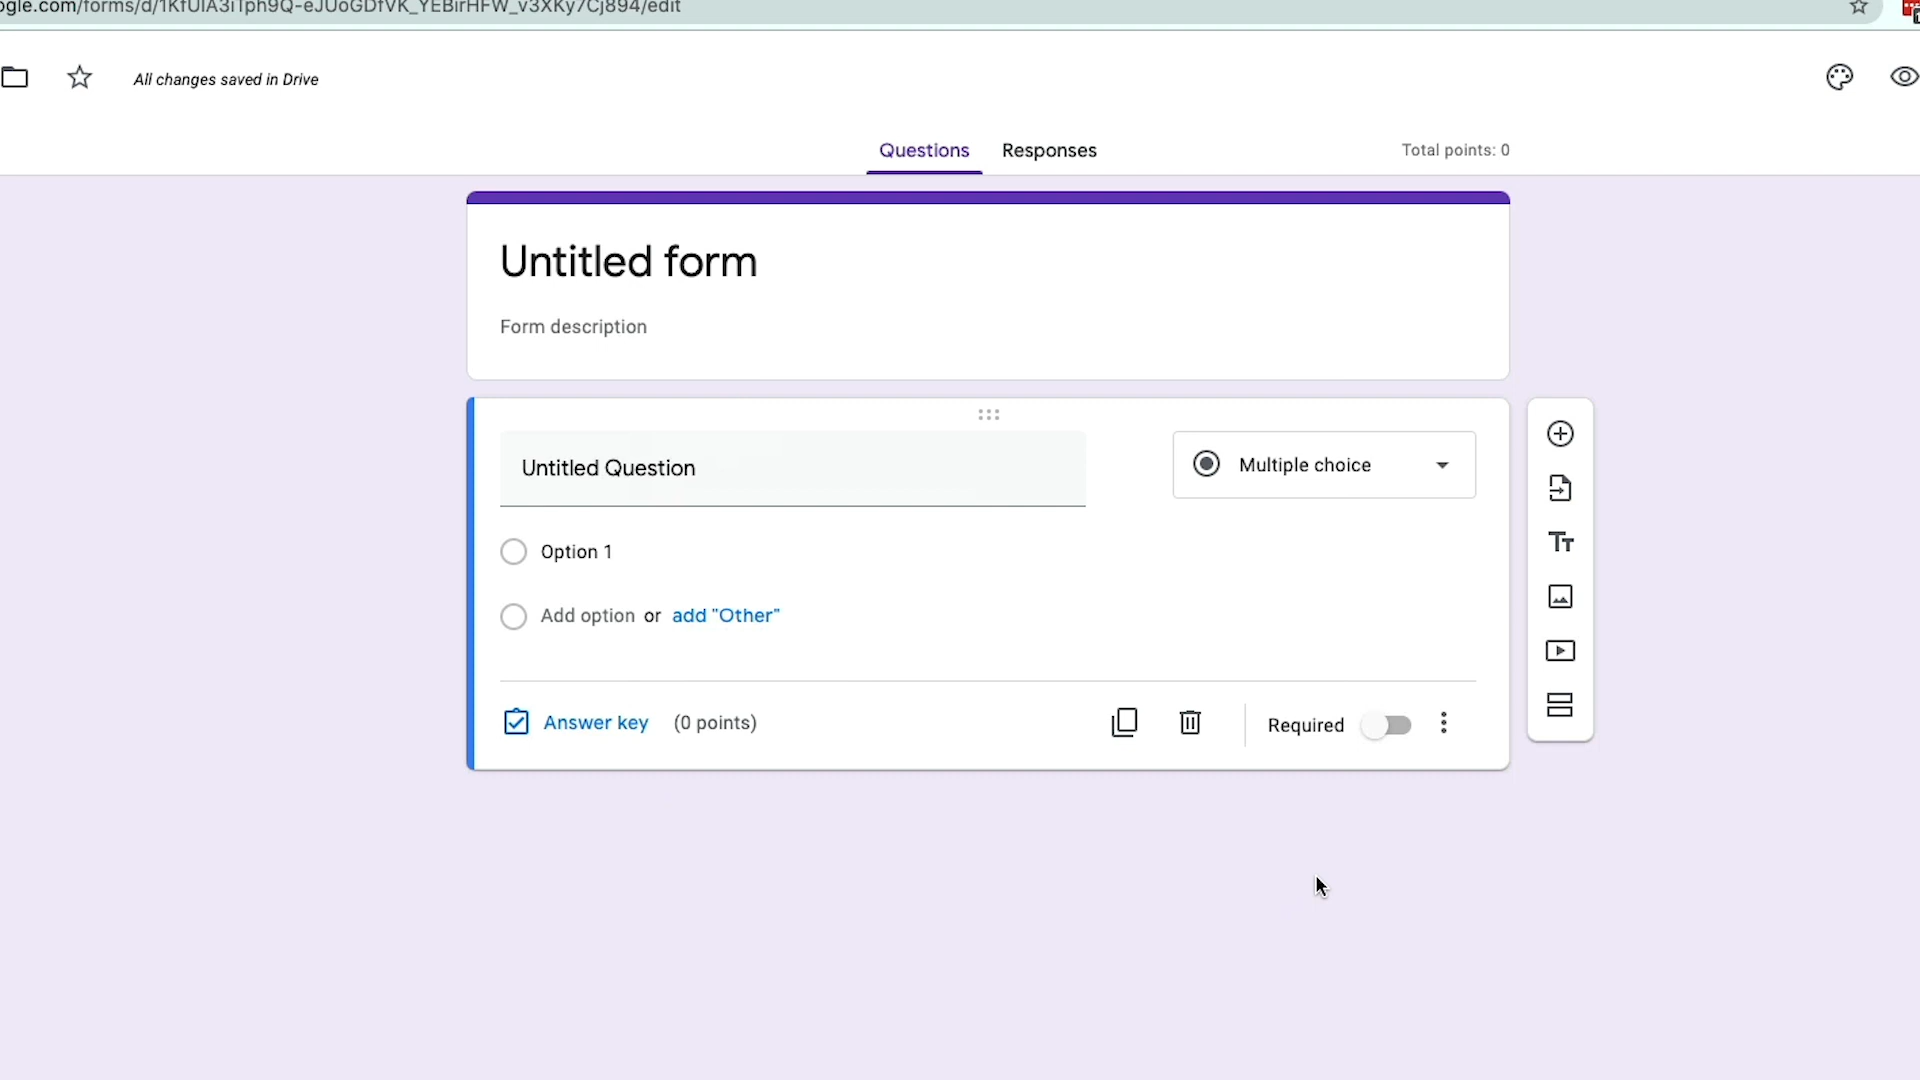 All changes saved in Drive
Questions Responses Total points: 0
Untitled form
Form description
Untitled Question
Multiple choice
Option 1
Add option or add "Other"
Answer key (0 points)
Required